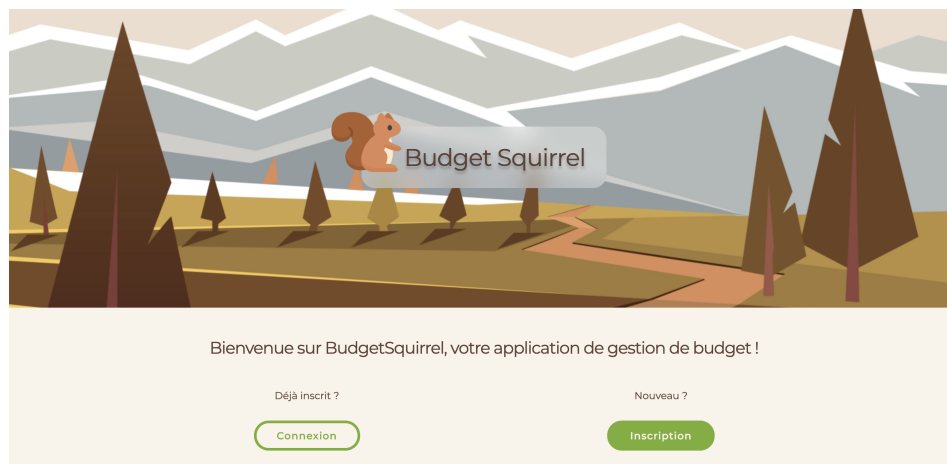 Budget Squirrel
Bienvenue sur BudgetSquirrel, votre application de gestion de budget !
Déjà inscrit ?
Nouveau ?
Connexion
Inscription